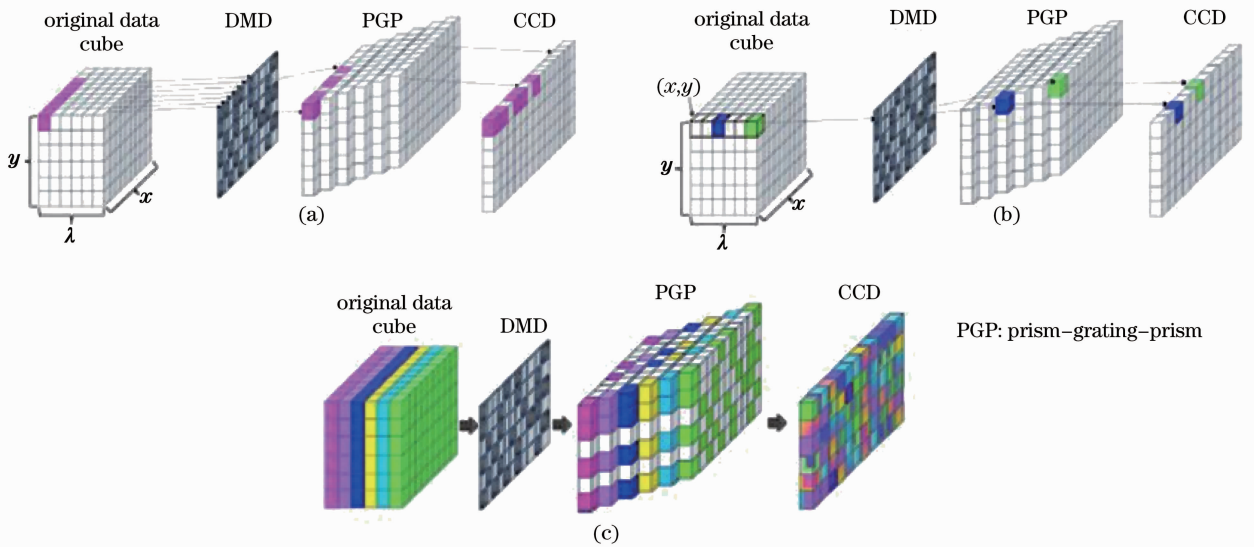 original data
cube
DMD
PGP
CCD
y
x
λ
(a)
original data
cube
DMD
PGP
CCD
(x,y)
y
x
λ
(b)
original data
cube
DMD
PGP
CCD
PGP: prism−grating−prism
(c)